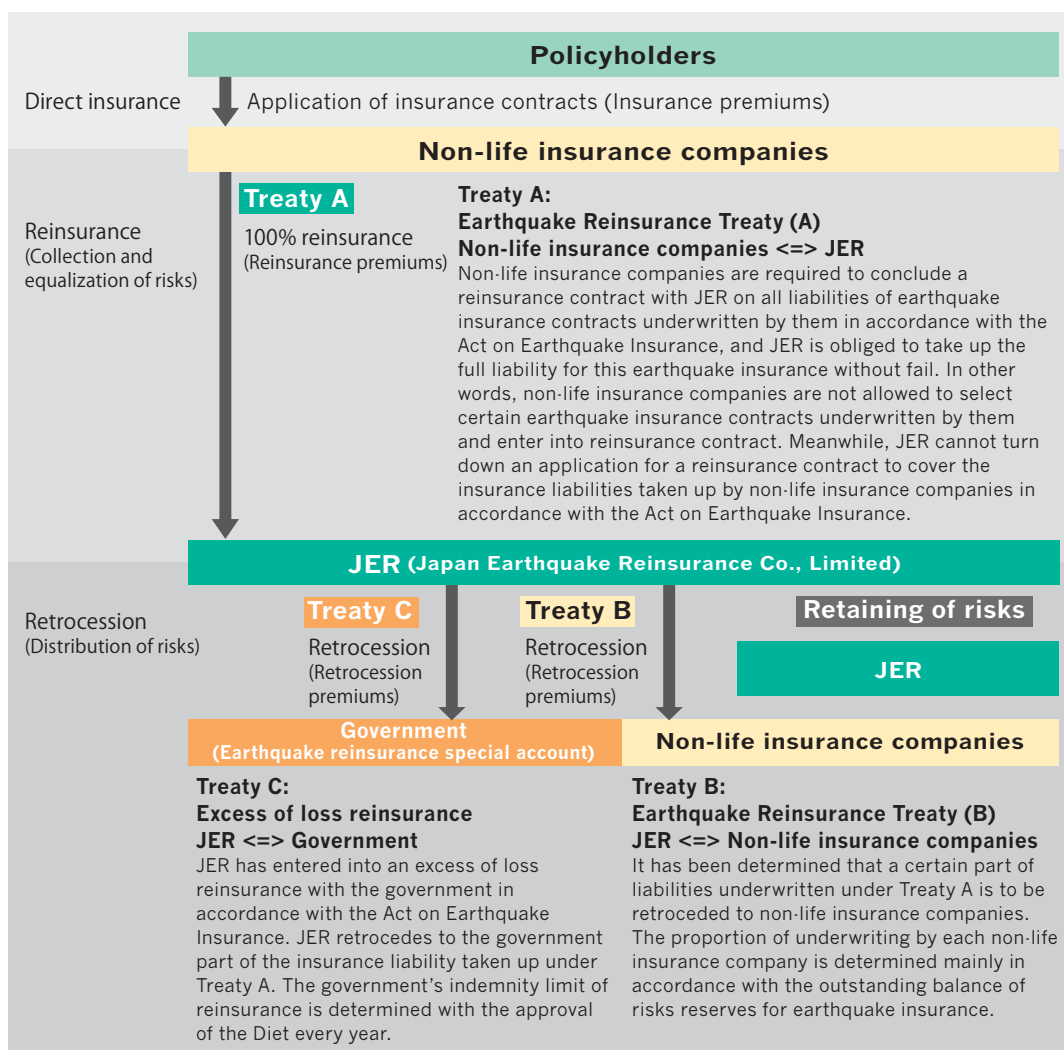 Policyholders
Direct insurance
Application of insurance contracts (Insurance premiums)
Non-life insurance companies
Reinsurance
(Collection and
equalization of risks)
Treaty A
100% reinsurance
(Reinsurance premiums)
Treaty A:
Earthquake Reinsurance Treaty (A)
Non-life insurance companies <=> JER
Non-life insurance companies are required to conclude a
reinsurance contract with JER on all liabilities of earthquake
insurance contracts underwritten by them in accordance with the
Act on Earthquake Insurance, and JER is obliged to take up the
full liability for this earthquake insurance without fail. In other
words, non-life insurance companies are not allowed to select
certain earthquake insurance contracts underwritten by them
and enter into reinsurance contract. Meanwhile, JER cannot turn
down an application for a reinsurance contract to cover the
insurance liabilities taken up by non-life insurance companies in
accordance with the Act on Earthquake Insurance.
JER (Japan Earthquake Reinsurance Co., Limited)
Retrocession
(Distribution of risks)
Treaty C
Retrocession
(Retrocession
premiums)
Treaty B
Retrocession
(Retrocession
premiums)
Retaining of risks
JER
Government
(Earthquake reinsurance special account)
Non-life insurance companies
Treaty C:
Excess of loss reinsurance
JER <=> Government
JER has entered into an excess of loss
reinsurance with the government in
accordance with the Act on Earthquake
Insurance. JER retrocedes to the government
part of the insurance liability taken up under
Treaty A. The government's indemnity limit of
reinsurance is determined with the approval
of the Diet every year.
Treaty B:
Earthquake Reinsurance Treaty (B)
JER <=> Non-life insurance companies
It has been determined that a certain part of
liabilities underwritten under Treaty A is to be
retroceded to non-life insurance companies.
The proportion of underwriting by each non-life
insurance company is determined mainly in
accordance with the outstanding balance of
risks reserves for earthquake insurance.